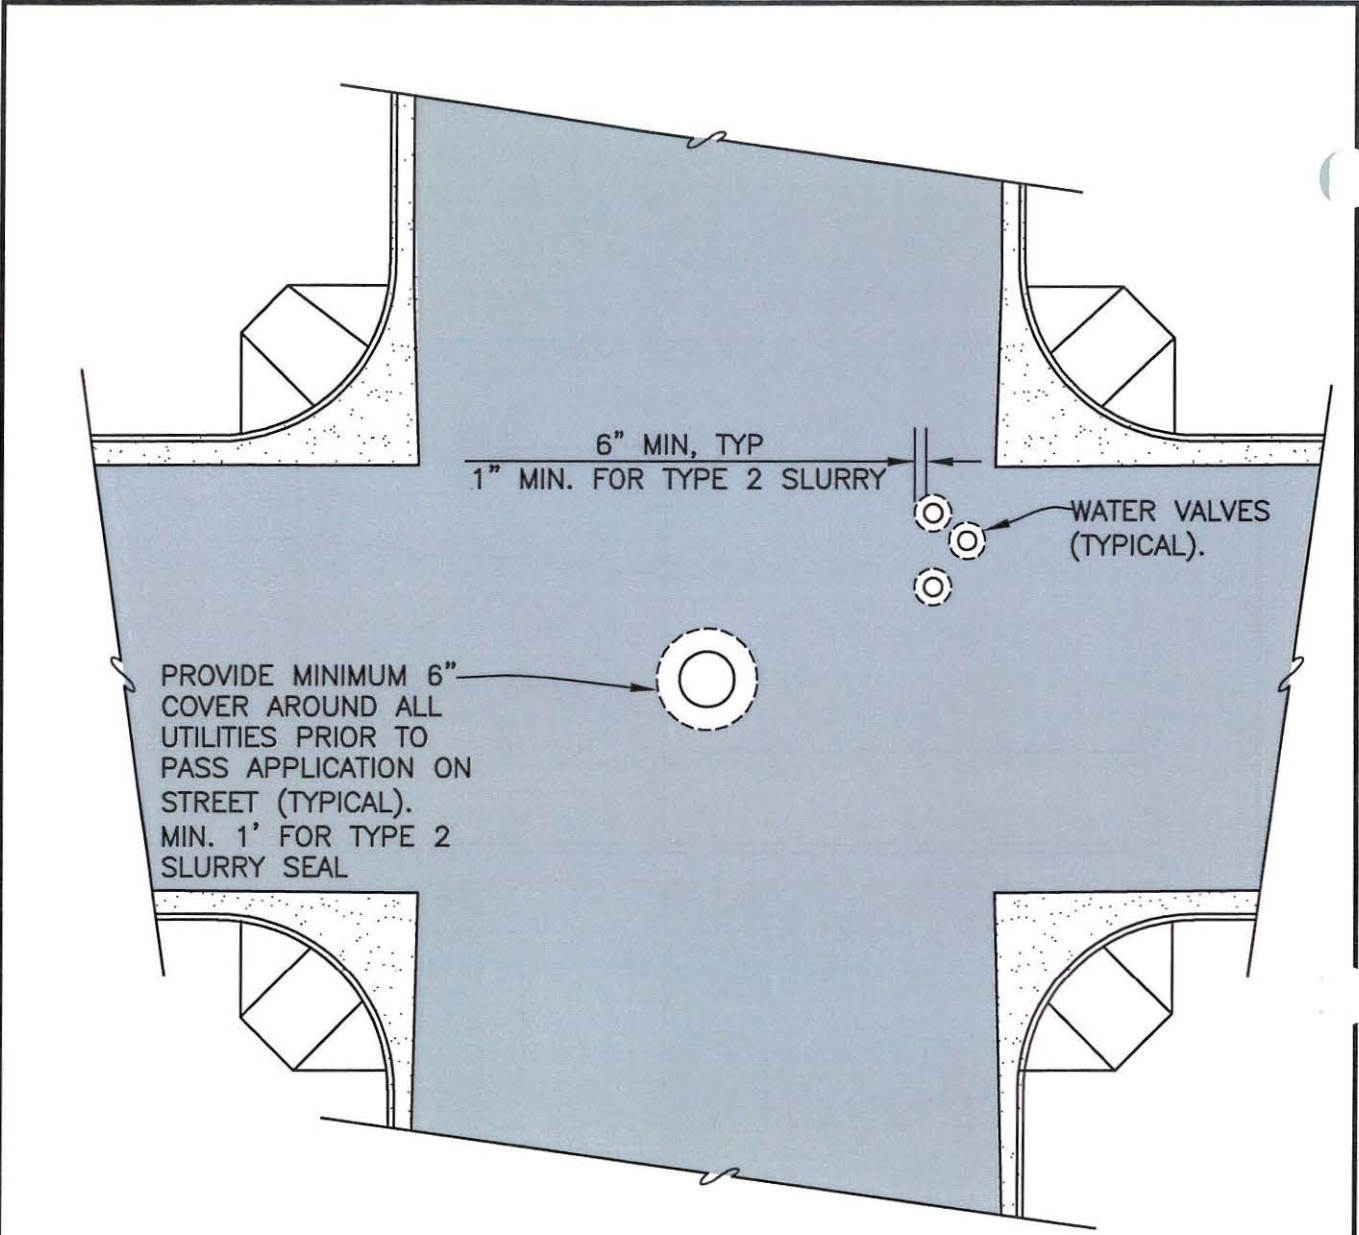 6" MIN, TYP
1" MIN. FOR TYPE 2 SLURRY
WATER VALVES
(TYPICAL).
PROVIDE MINIMUM 6"
COVER AROUND ALL
UTILITIES PRIOR TO
PASS APPLICATION ON
STREET (TYPICAL).
MIN. 1' FOR TYPE 2
SLURRY SEAL